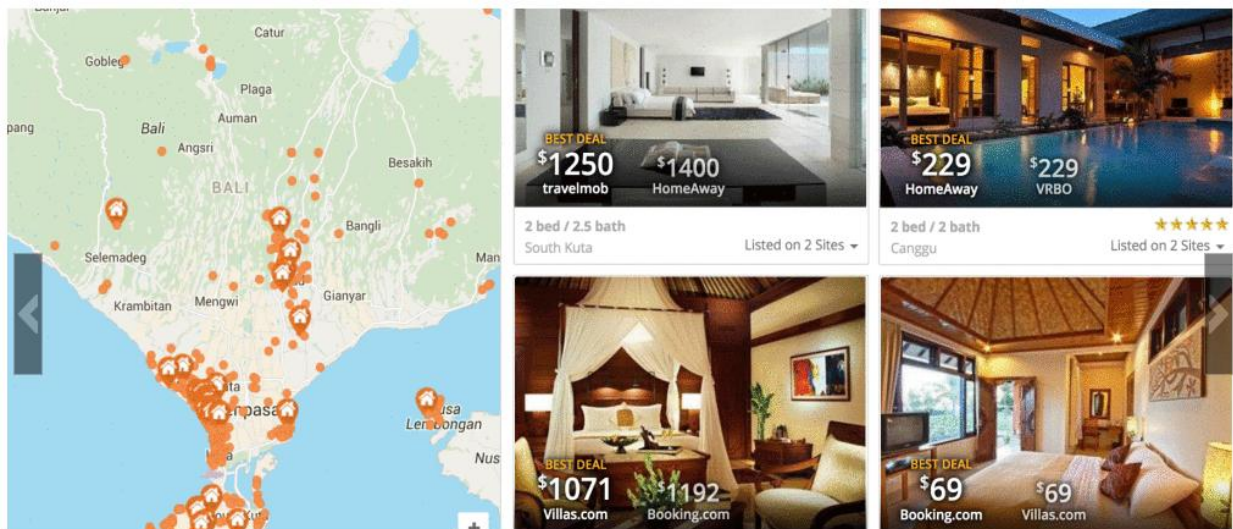 Catur
Gobleg
Plaga
Auman
pang
Bali
Angsri
Besakih
BALI
Bangli
Selemadeg
Man
Gianyar
Krambitan
Mengwi
Lembongan
Nus
+
BEST DEAL
$1250 $1400
travelmob HomeAway
2 bed / 2.5 bath
South Kuta Listed on 2 Sites
BEST DEAL
$229 $229
HomeAway VRBO
2 bed / 2 bath
Canggu Listed on 2 Sites
BEST DEAL
$1071 $1192
Villas.com Booking.com
BEST DEAL
$69 $69
Booking.com Villas.com